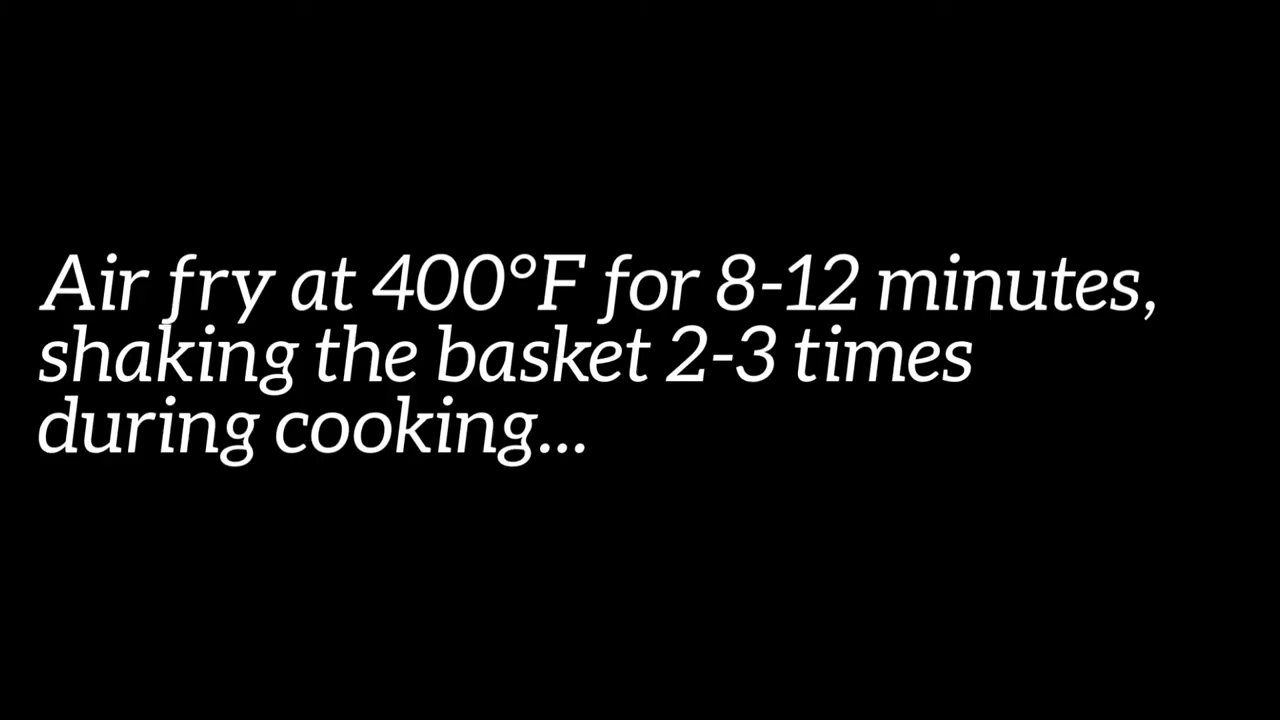 Air fry at 400°F for 8-12 minutes,
shaking the basket 2-3 times
during cooking...